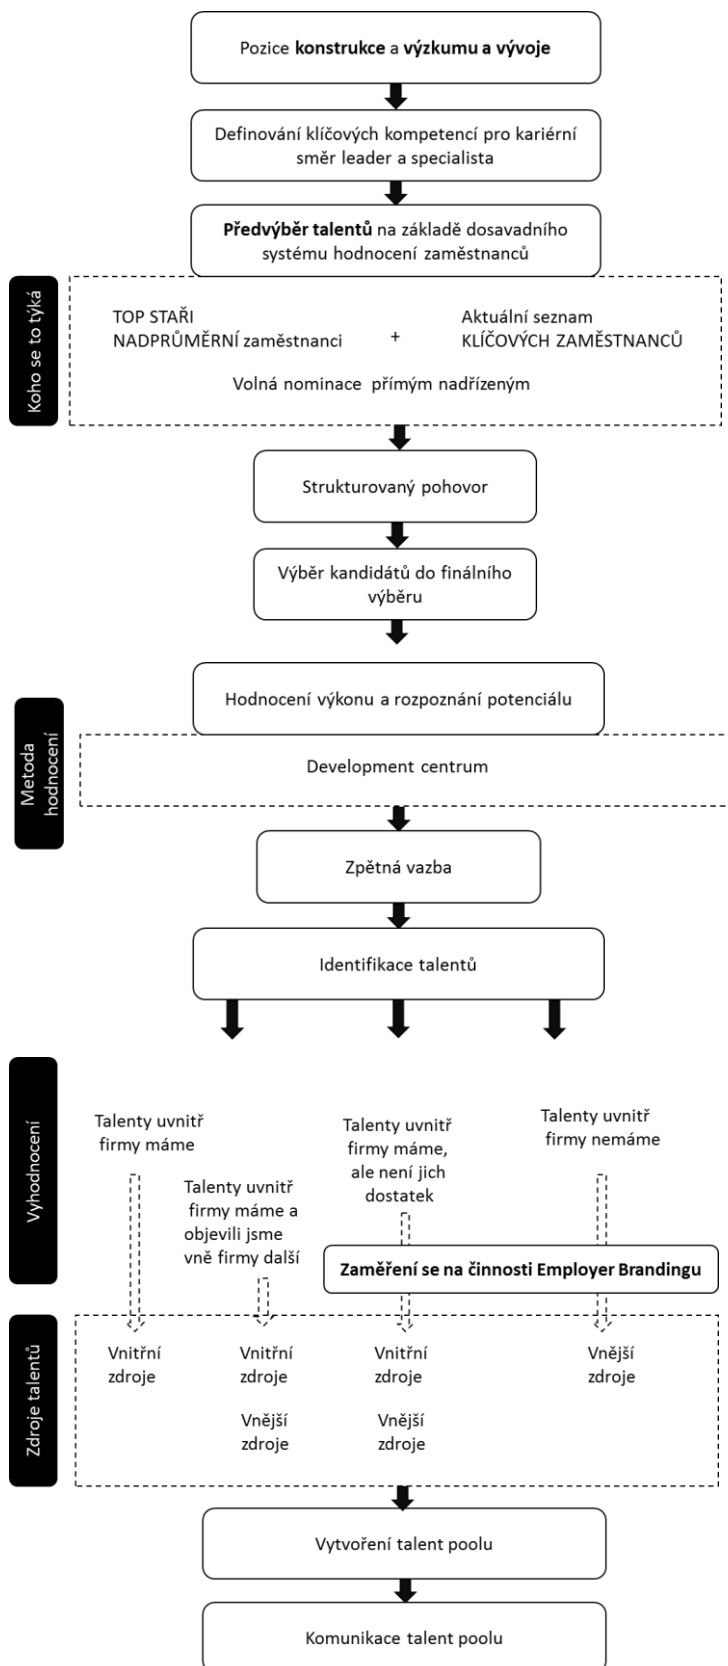 Pozice konstrukce a výzkumu a vývoje
Definování klíčových kompetencí pro kariérní
směr leader a specialista
Předvýběr talentů na základě dosavadního
systému hodnocení zaměstnanců
Koho se to týká
TOP STAŘI
NADPRŮMĚRNÍ zaměstnanci
+
Aktuální seznam
KLÍČOVÝCH ZAMĚSTNANCŮ
Volná nominace přímým nadřízeným
Strukturovaný pohovor
Výběr kandidátů do finálního
výběru
Hodnocení výkonu a rozpoznání potenciálu
Metoda
hodnocení
Development centrum
Zpětná vazba
Identifikace talentů
Vyhodnocení
Talenty uvnitř
firmy máme
Talenty uvnitř
firmy máme a
objevili jsme
vně firmy další
Talenty uvnitř
firmy máme,
ale není jich
dostatek
Talenty uvnitř
firmy nemáme
Zaměření se na činnosti Employer Brandingu
Zdroje talentů
Vnitřní
zdroje
Vnitřní
zdroje
Vnější
zdroje
Vnitřní
zdroje
Vnější
zdroje
Vnější
zdroje
Vytvoření talent poolu
Komunikace talent poolu